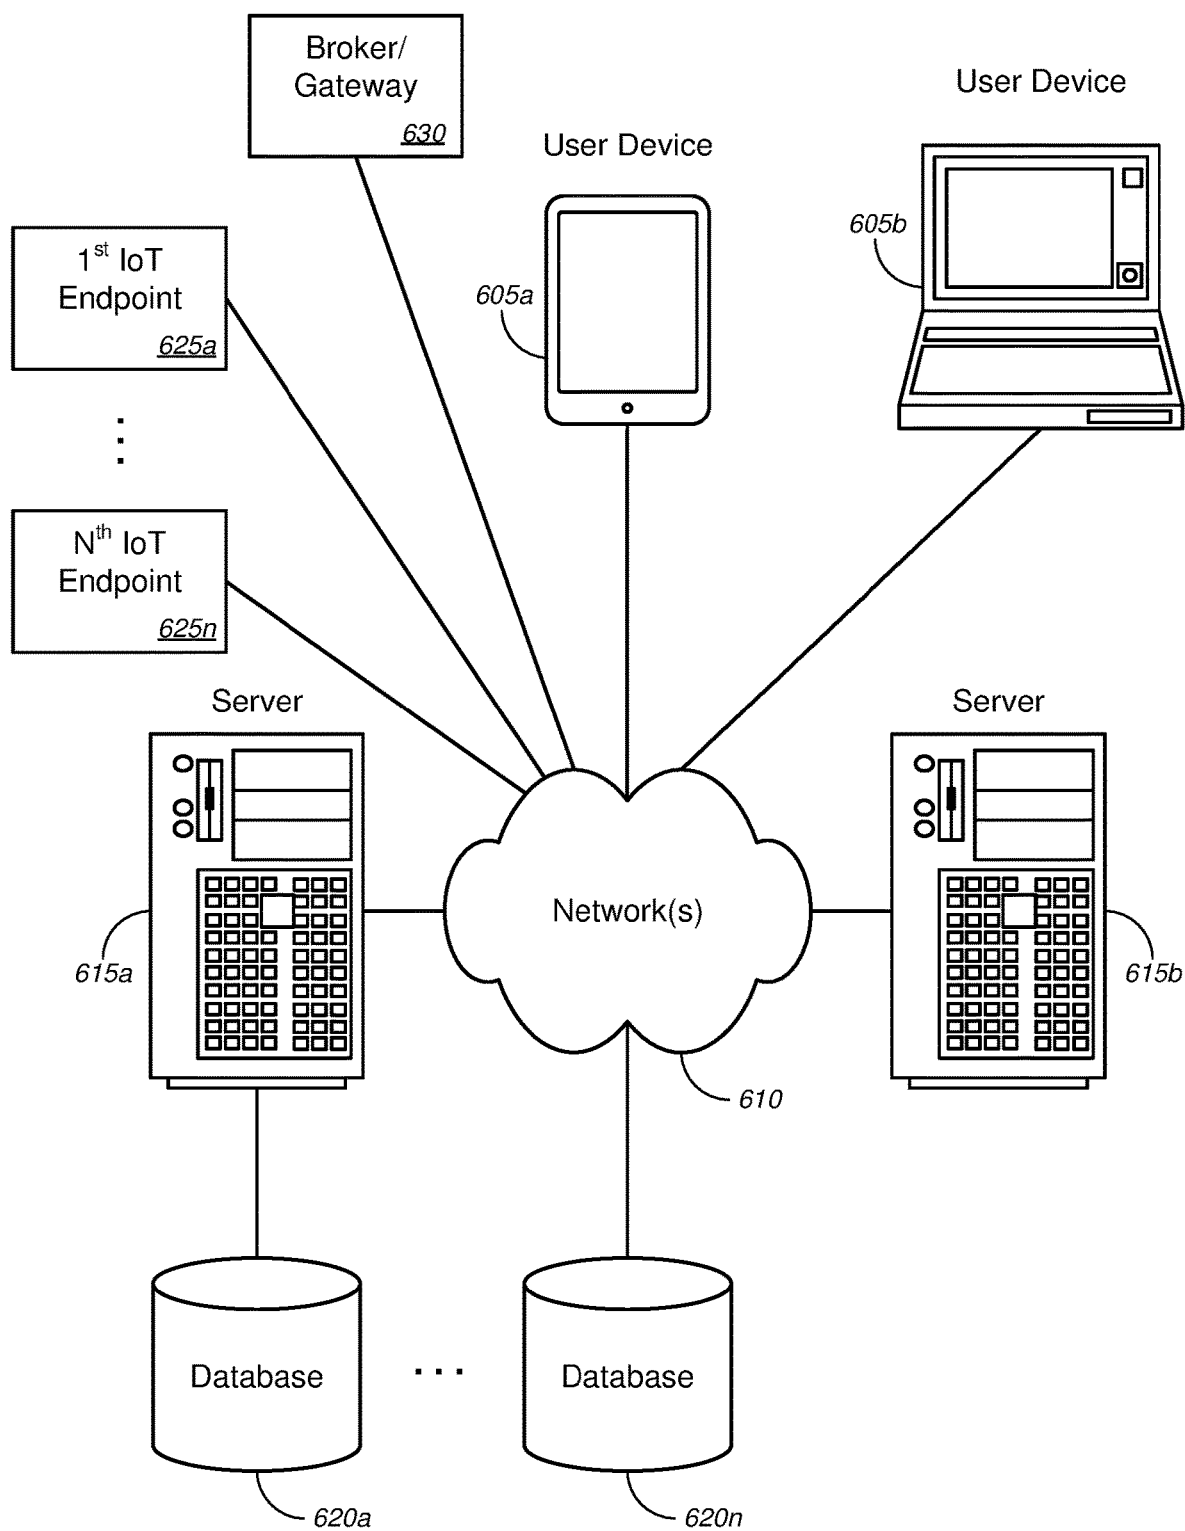 Broker/
Gateway
630
User Device
User Device
605b
1st IoT
Endpoint
625a
605a
Nth IoT
Endpoint
625n
Server
Server
Network(s)
615a
615b
610
Database
. . .
Database
620a
620n